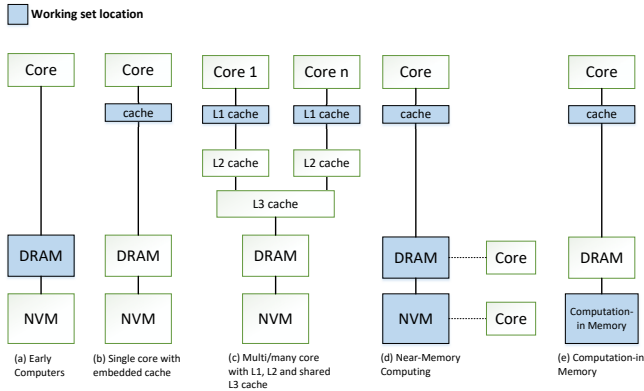 Working set location
Core
Core
Core 1
Core n
Core
Core
cache
L1 cache
L1 cache
cache
cache
L2 cache
L2 cache
L3 cache
DRAM
DRAM
DRAM
DRAM
Core
DRAM
NVM
NVM
NVM
NVM
Core
Computation-
in Memory
(a) Early
Computers
(b) Single core with
embedded cache
(c) Multi/many core
with L1, L2 and shared
L3 cache
(d) Near-Memory
Computing
(e) Computation-in
Memory